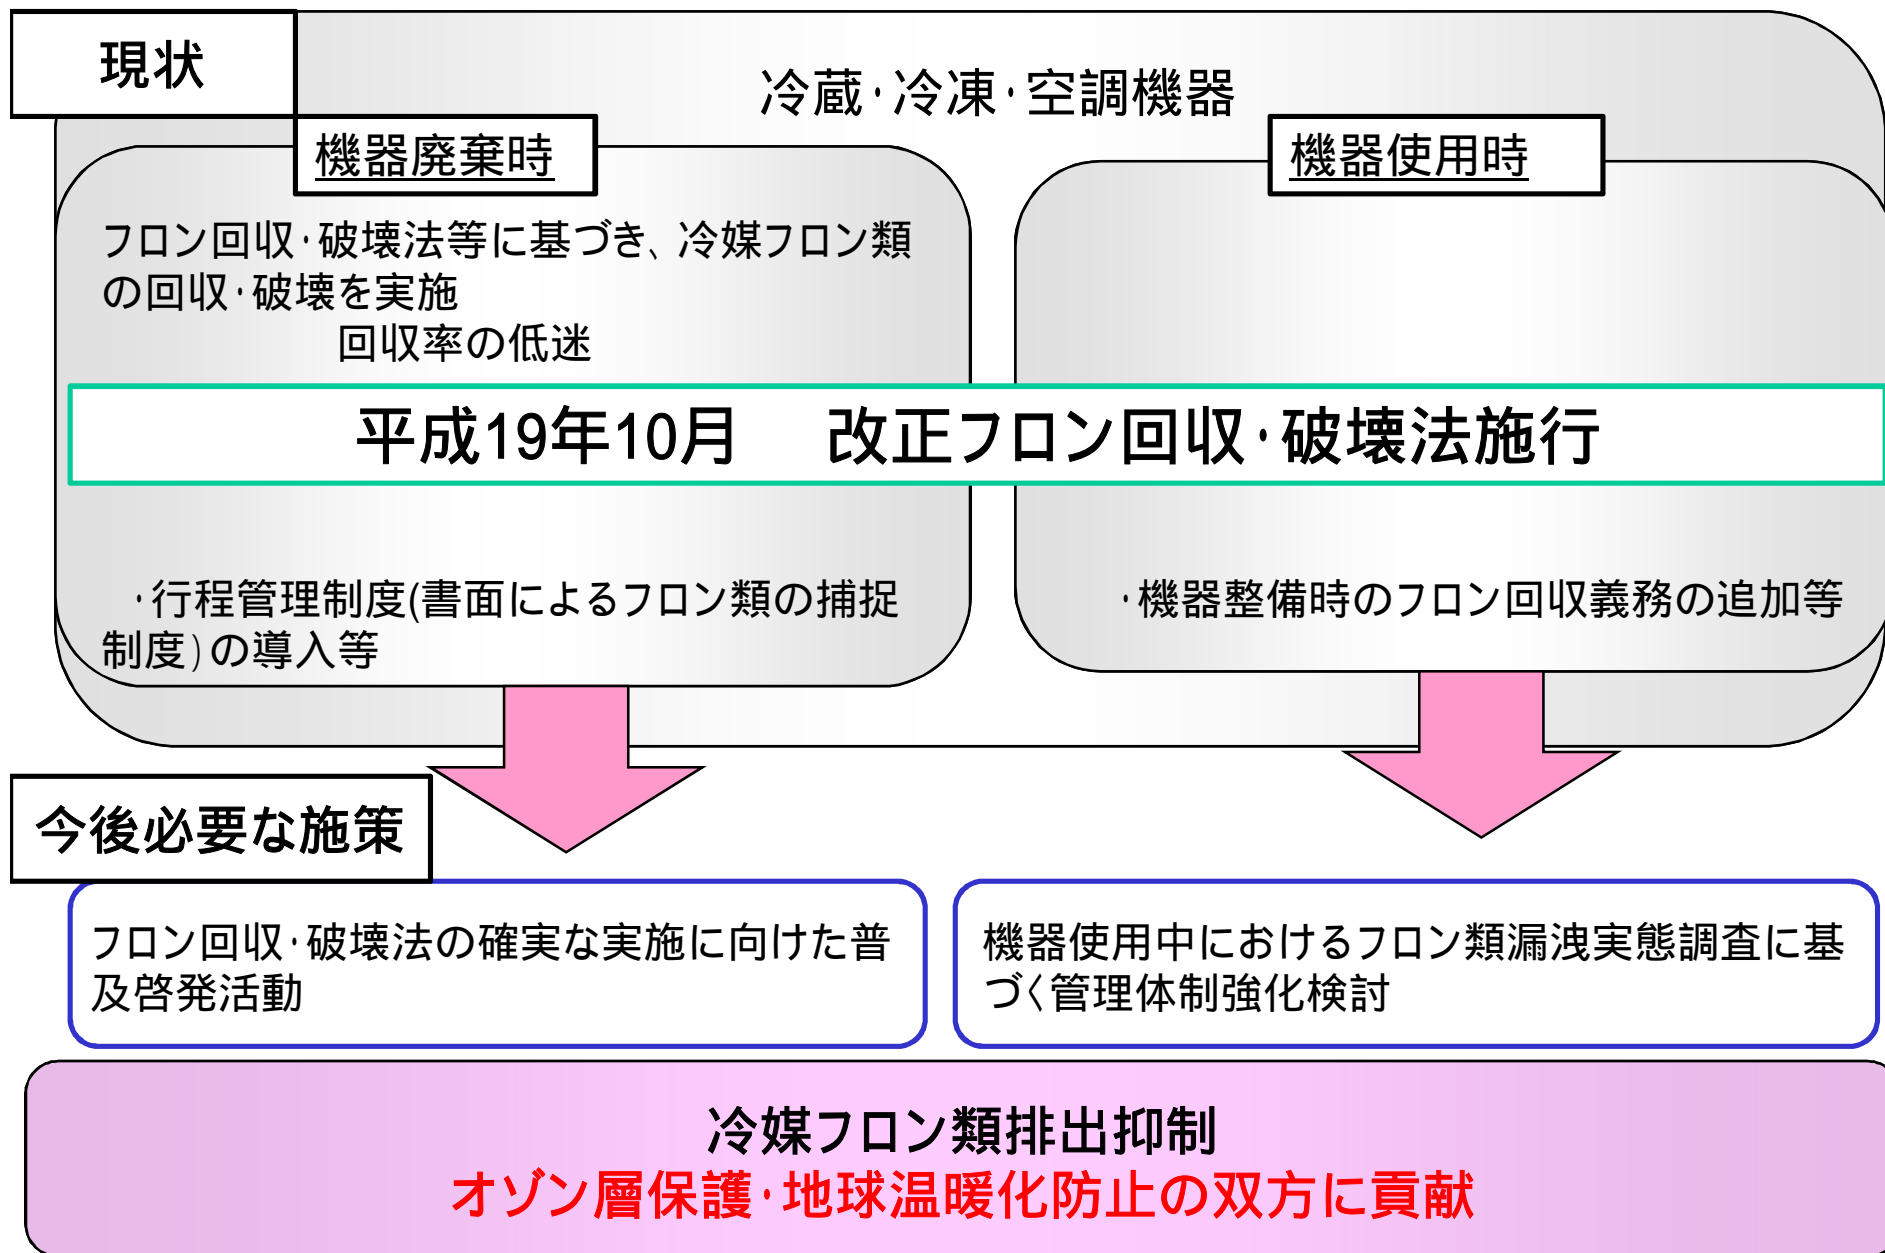 現状
冷蔵・冷凍・空調機器
機器廃棄時
フロン回収・破壊法等に基づき、冷媒フロン類
の回収・破壊を実施
回収率の低迷
機器使用時
平成19年10月　改正フロン回収・破壊法施行
・行程管理制度(書面によるフロン類の捕捉
制度)の導入等
・機器整備時のフロン回収義務の追加等
今後必要な施策
フロン回収・破壊法の確実な実施に向けた普
及啓発活動
機器使用中におけるフロン類漏洩実態調査に基
づく管理体制強化検討
冷媒フロン類排出抑制
オゾン層保護・地球温暖化防止の双方に貢献